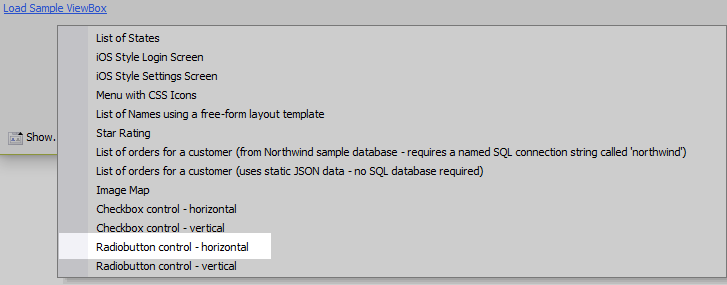 Load Sample ViewBox
List of States
iOS Style Login Screen
iOS Style Settings Screen
Menu with CSS Icons
List of Names using a free-form layout template
Show.
Star Rating
List of orders for a customer (from Northwind sample database - requires a named SQL connection string called 'northwind')
List of orders for a customer (uses static JSON data - no SQL database required)
Image Map
Checkbox control - horizontal
Checkbox control - vertical
Radiobutton control - horizontal
Radiobutton control - vertical